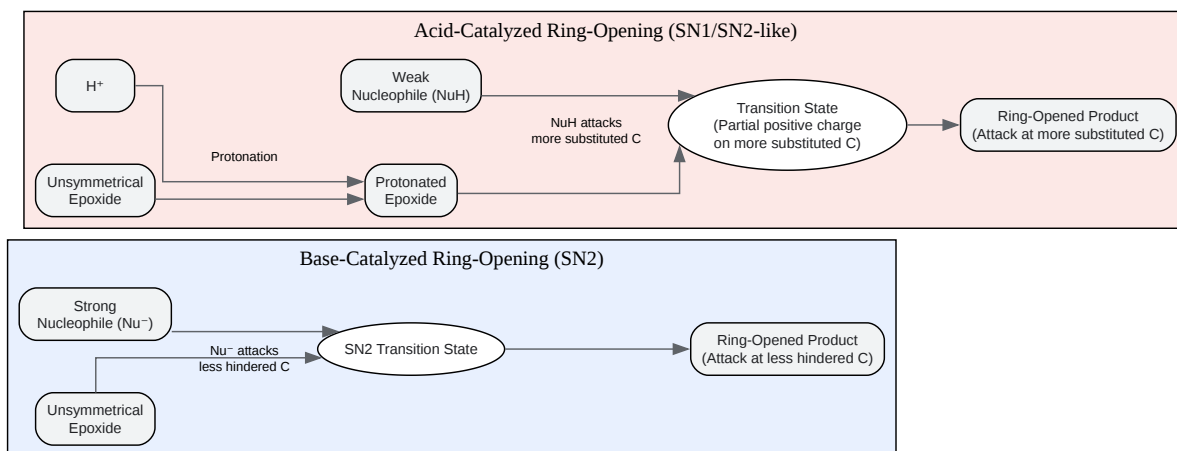 Acid-Catalyzed Ring-Opening (SN1/SN2-like)
H⁺
Weak
Nucleophile (NuH)
Transition State
(Partial positive charge
on more substituted C)
Ring-Opened Product
(Attack at more substituted C)
NuH attacks
more substituted C
Protonation
Unsymmetrical
Epoxide
Protonated
Epoxide
Base-Catalyzed Ring-Opening (SN2)
Strong
Nucleophile (Nu⁻)
Nu⁻ attacks
less hindered C
SN2 Transition State
Ring-Opened Product
(Attack at less hindered C)
Unsymmetrical
Epoxide